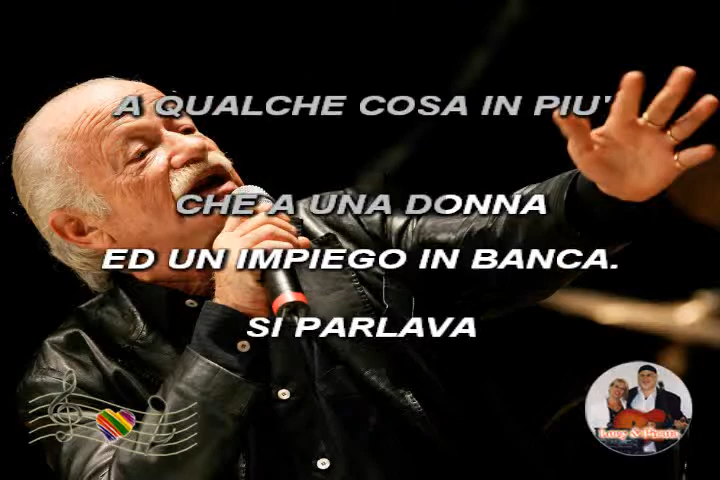 A QUALCHE COSA IN PIU'
CHE A UNA DONNA
ED UN IMPIEGO IN BANCA.
SI PARLAVA